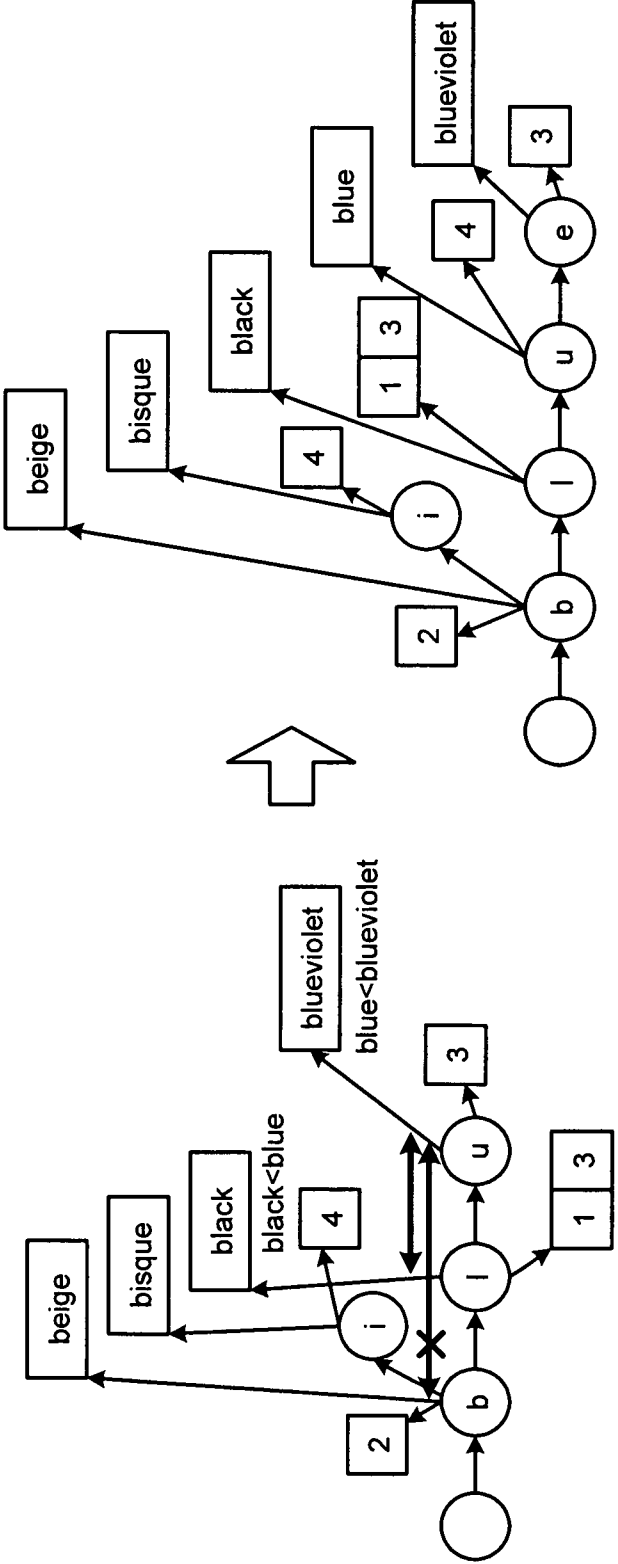 beige
bisque
black
black<blue
blueviolet
blue<blueviolet
2
i
4
b
l
u
3
1 3
beige
bisque
black
blue
blueviolet
2
i
4
1 3
4
3
b
l
u
e